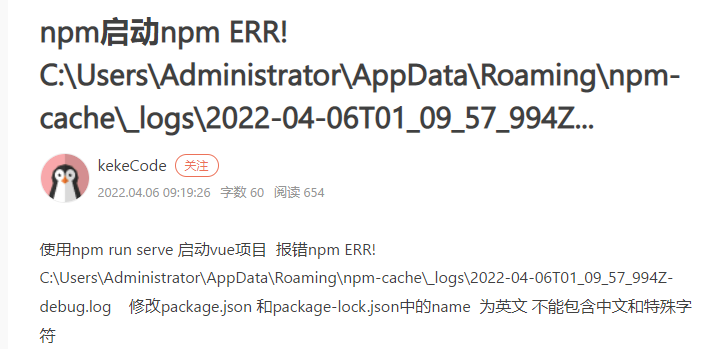 npm启动npm ERR!
C:\Users\Administrator\AppData\Roaming\npm-
cache\_logs\2022-04-06T01_09_57_994Z...
kekeCode 关注
2022.04.06 09:19:26 字数 60 阅读 654
使用npm run serve 启动vue项目 报错npm ERR!
C:\Users\Administrator\AppData\Roaming\npm-cache\_logs\2022-04-06T01_09_57_994Z-
debug.log 修改package.json 和package-lock.json中的name 为英文 不能包含中文和特殊字
符